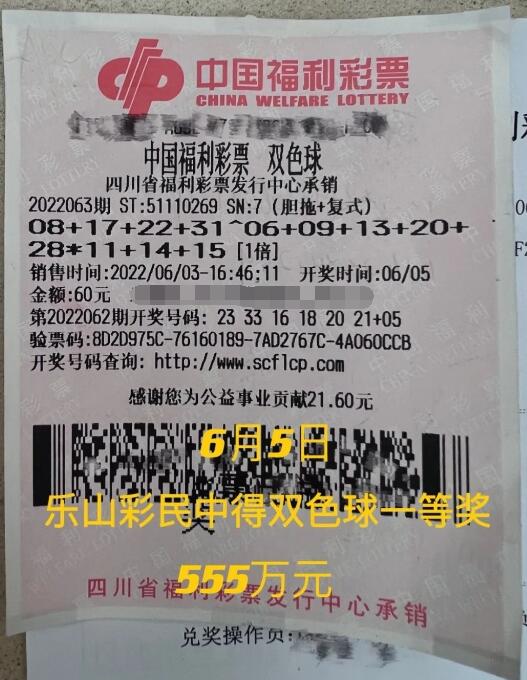 中国福利彩票
CHINA WELFARE LOTTERY
中国福利彩票 双色球
四川省福利彩票发行中心承销
2022063期 ST:51110269 SN:7 (胆拖+复式)
08+17+22+31^06+09+13+20+
28*11+14+15 [1倍]
销售时间:2022/06/03-16:46:11 开奖时间:06/05
金额:60元
第2022062期开奖号码: 23 33 16 18 20 21+05
验票码:8D2D975C-76160189-7AD2767C-4A060CCB
开奖号码查询: http://www.scflcp.com
感谢您为公益事业贡献21.60元
6月5日
乐山彩民中得双色球一等奖
555万元
四川省福利彩票发行中心承销
兑奖操作员: